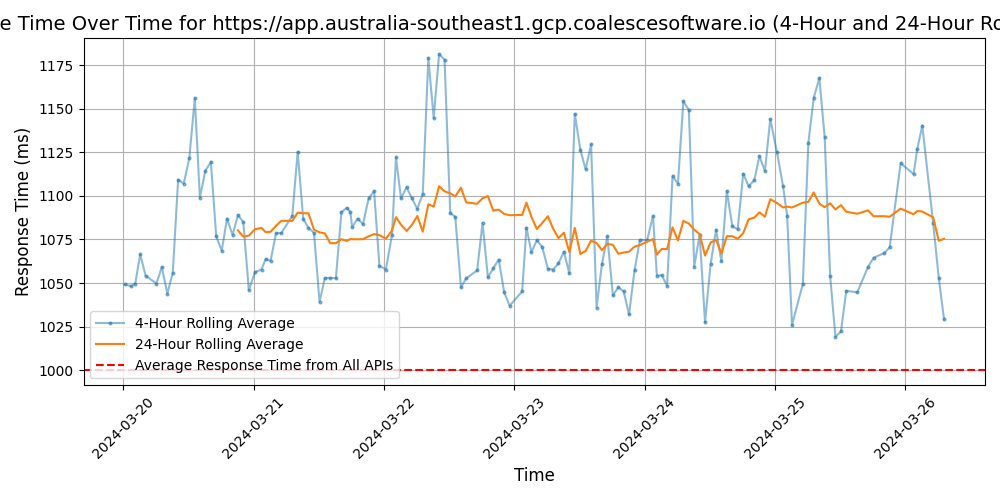 e Time Over Time for https://app.australia-southeast1.gcp.coalescesoftware.io (4-Hour and 24-Hour Ro
1175
1150
1125
1100
1075
1050
1025
1000
Response Time (ms)
4-Hour Rolling Average
24-Hour Rolling Average
Average Response Time from All APIs
2024-03-20
2024-03-21
2024-03-22
2024-03-23
2024-03-24
2024-03-25
2024-03-26
Time